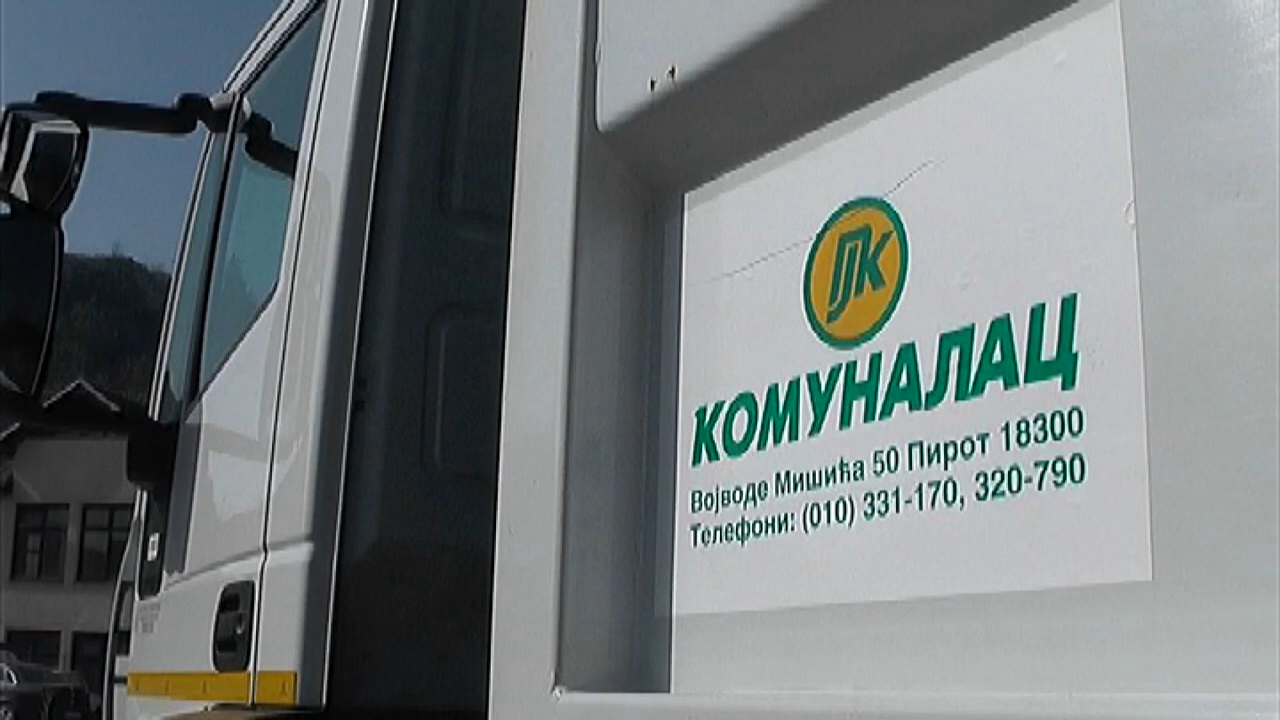 ЈК
КОМУНАЛАЦ
Војводе Мишића 50 Пирот 18300
Телефони: (010) 331-170, 320-790